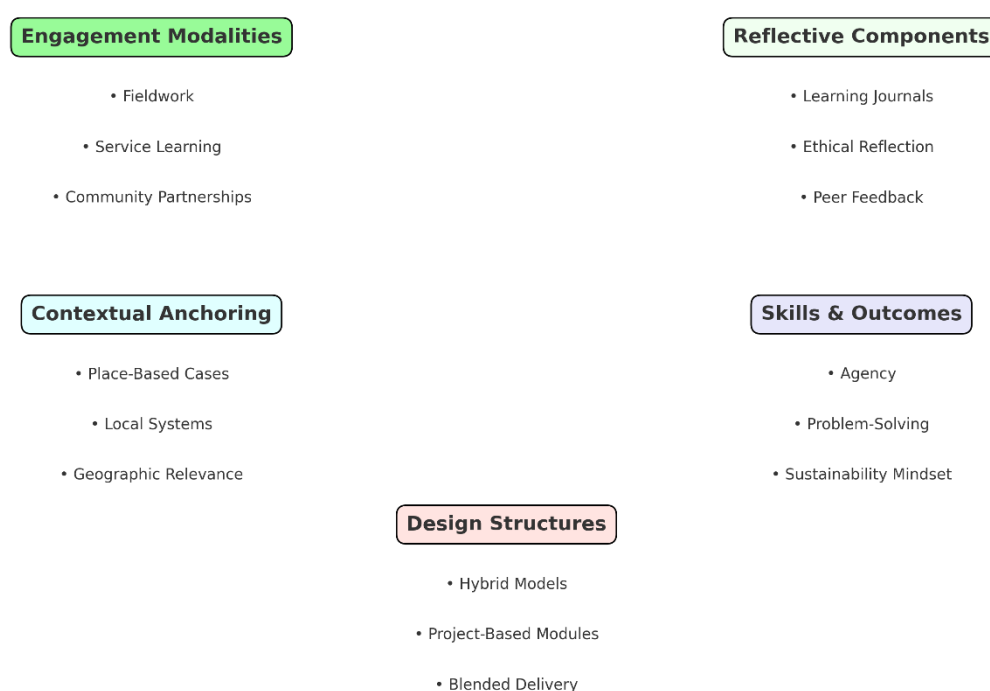 Engagement Modalities
• Fieldwork
• Service Learning
• Community Partnerships
Reflective Components
• Learning Journals
• Ethical Reflection
• Peer Feedback
Contextual Anchoring
• Place-Based Cases
• Local Systems
• Geographic Relevance
Skills & Outcomes
• Agency
• Problem-Solving
• Sustainability Mindset
Design Structures
• Hybrid Models
• Project-Based Modules
• Blended Delivery